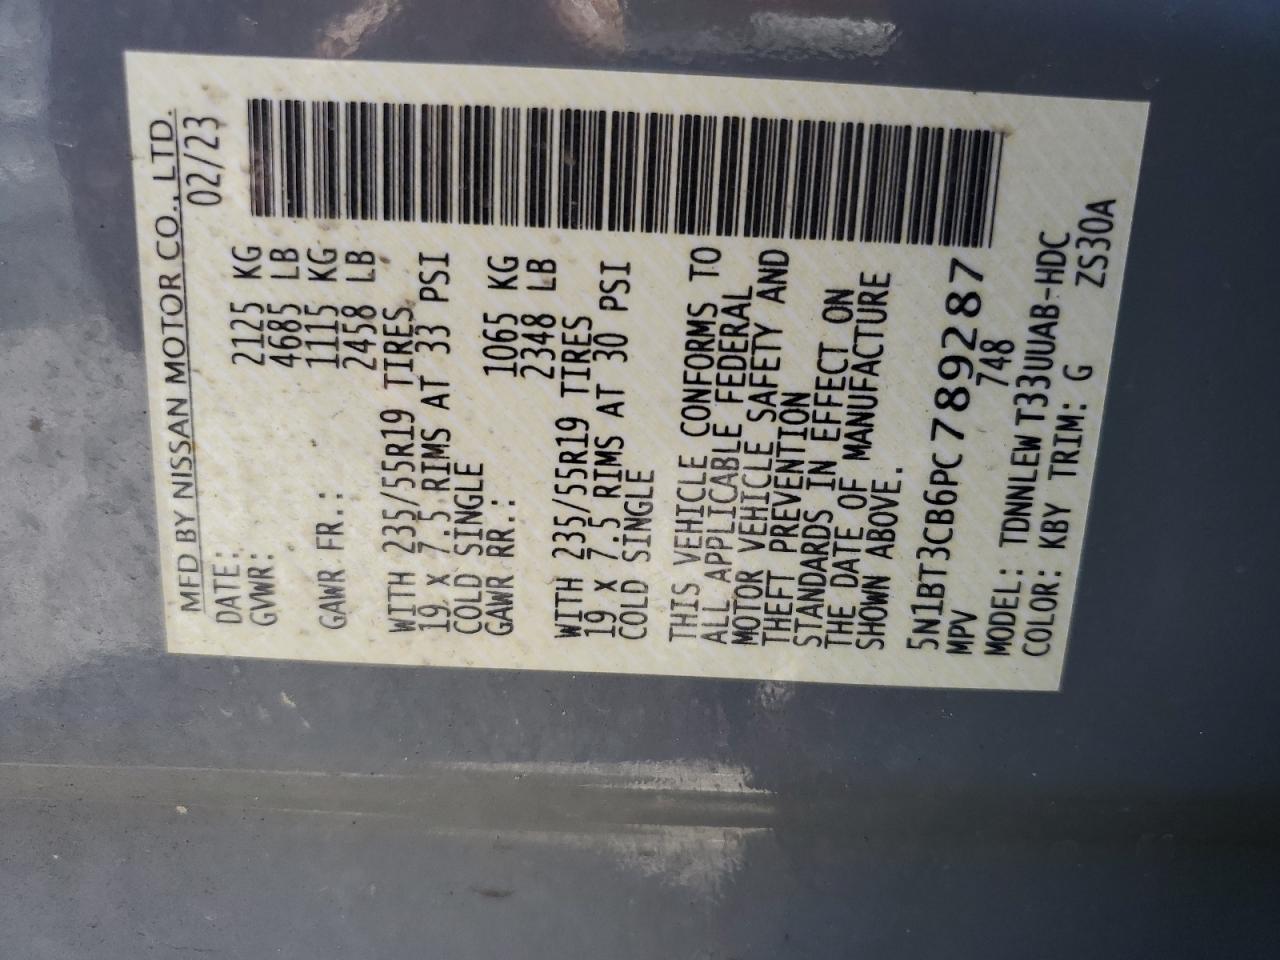 MFD BY NISSAN MOTOR CO., LTD.
DATE: 02/23
GVWR: 2125 KG
4685 LB
GAWR FR.: 1115 KG
2458 LB
WITH 235/55R19 TIRES
19 x 7.5 RIMS AT 33 PSI
COLD SINGLE
GAWR RR.: 1065 KG
2348 LB
WITH 235/55R19 TIRES
19 x 7.5 RIMS AT 30 PSI
COLD SINGLE
THIS VEHICLE CONFORMS TO
ALL APPLICABLE FEDERAL
MOTOR VEHICLE SAFETY AND
THEFT PREVENTION
STANDARDS IN EFFECT ON
THE DATE OF MANUFACTURE
SHOWN ABOVE.
5N1BT3CB6PC789287
MPV 748
MODEL: TDNNLEW T33UUAB-HDC
COLOR: KBY TRIM: G ZS30A